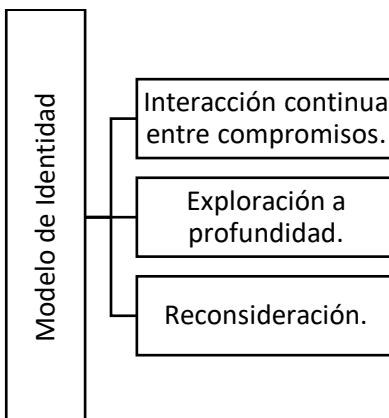 Modelo de Identidad
Interacción continua
entre compromisos.
Exploración a
profundidad.
Reconsideración.